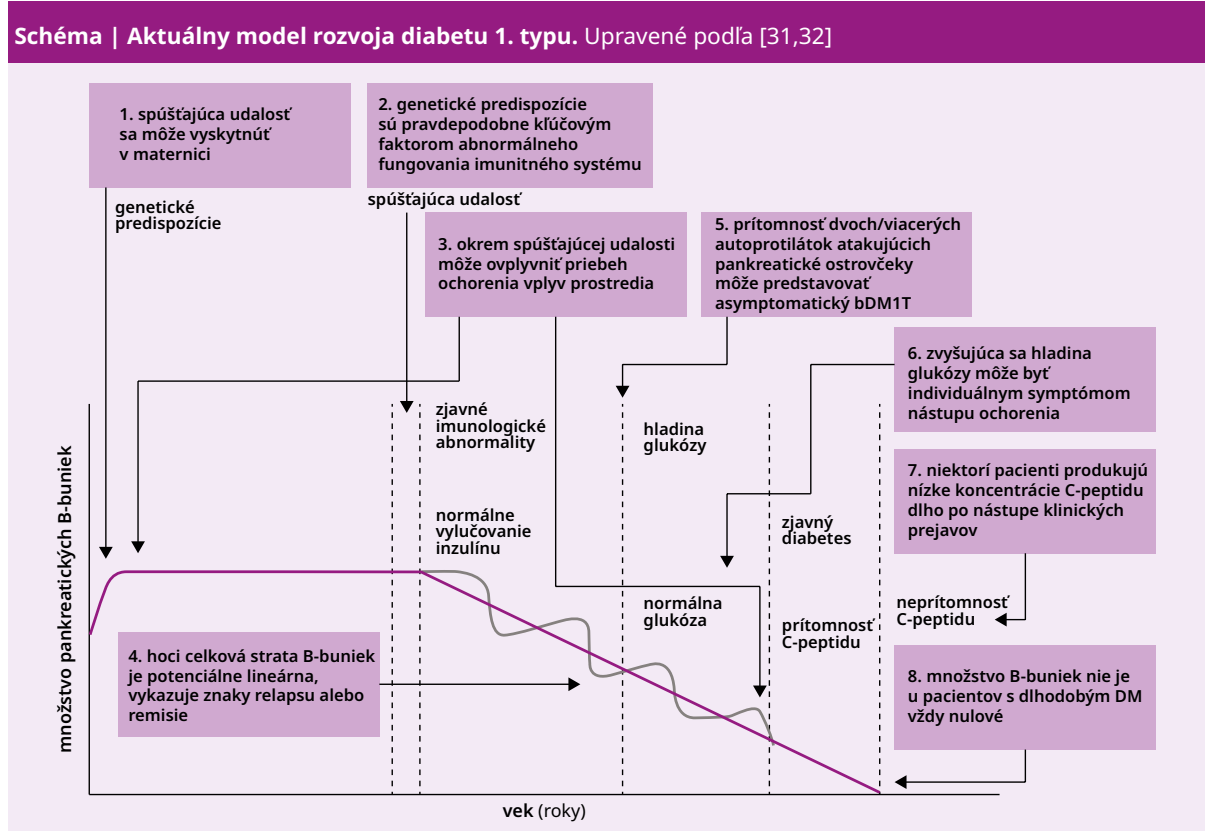 Schéma | Aktuálny model rozvoja diabetu 1. typu. Upravené podľa [31,32]
1. spúšťajúca udalosť
sa môže vyskytnúť
v maternici
2. genetické predispozície
sú pravdepodobne kľúčovým
faktorom abnormálneho
fungovania imunitného systému
genetické
predispozície
spúšťajúca udalosť
3. okrem spúšťajúcej udalosti
môže ovplyvniť priebeh
ochorenia vplyv prostredia
5. prítomnosť dvoch/viacerých
autoprotilátok atakujúcich
pankreatické ostrovčeky
môže predstavovať
asymptomatický bDM1T
6. zvyšujúca sa hladina
glukózy môže byť
individuálnym symptómom
nástupu ochorenia
zjavné
imunologické
abnormality
hladina
glukózy
7. niektorí pacienti produkujú
nízke koncentrácie C-peptidu
dlho po nástupe klinických
prejavov
normálne
vylučovanie
inzulínu
zjavný
diabetes
normálna
glukóza
prítomnosť
C-peptidu
neprítomnosť
C-peptidu
4. hoci celková strata B-buniek
je potenciálne lineárna,
vykazuje znaky relapsu alebo
remisie
8. množstvo B-buniek nie je
u pacientov s dlhodobým DM
vždy nulové
množstvo pankreatických B-buniek
vek (roky)